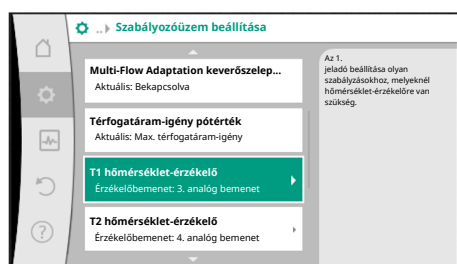 ..▸ Szabályozóüzem beállítása
Multi-Flow Adaptation keverőszelep...
Aktuális: Bekapcsolva
Térfogatáram-igény pótérték
Aktuális: Max. térfogatáram-igény
T1 hőmérséklet-érzékelő
Érzékelőbemenet: 3. analóg bemenet
T2 hőmérséklet-érzékelő
Érzékelőbemenet: 4. analóg bemenet
Az 1.
jeladó beállítása olyan
szabályzásokhoz, melyeknél
hőmérséklet-érzékelőre van
szükség.